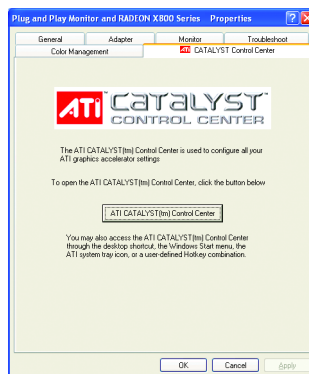 Plug and Play Monitor and RADEON X800 Series Properties
General Adapter Monitor Troubleshoot
Color Management ATI CATALYST Control Center
ATI CATALYST
CONTROL CENTER
The ATI CATALYST(tm) Control Center is used to configure all your
ATI graphics accelerator settings
To open the ATI CATALYST(tm) Control Center, click the button below
ATI CATALYST(tm) Control Center
You may also access the ATI CATALYST(tm) Control Center
through the desktop shortcut, the Windows Start menu, the
ATI system tray icon, or a user-defined Hotkey combination.
OK Cancel Apply